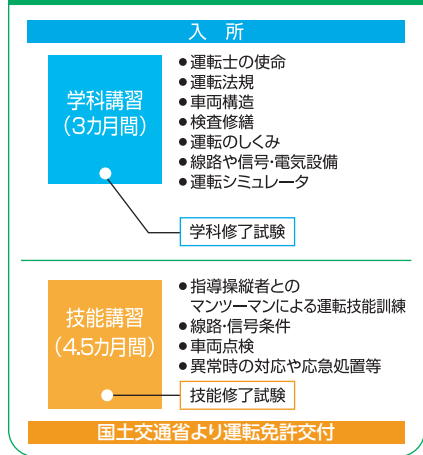 入 所
学科講習
(3カ月間)
●運転士の使命
●運転法規
●車両構造
●検査修繕
●運転のしくみ
●線路や信号・電気設備
●運転シミュレータ
学科修了試験
技能講習
(4.5カ月間)
●指導操縦者との
マンツーマンによる運転技能訓練
●線路・信号条件
●車両点検
●異常時の対応や応急処置等
技能修了試験
国土交通省より運転免許交付